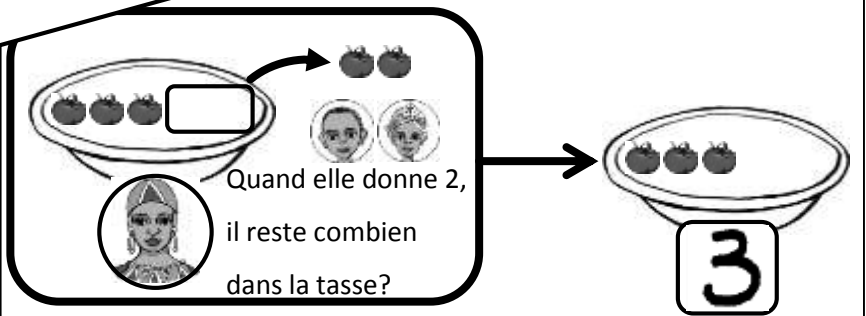 Quand elle donne 2,
il reste combien
dans la tasse?
3